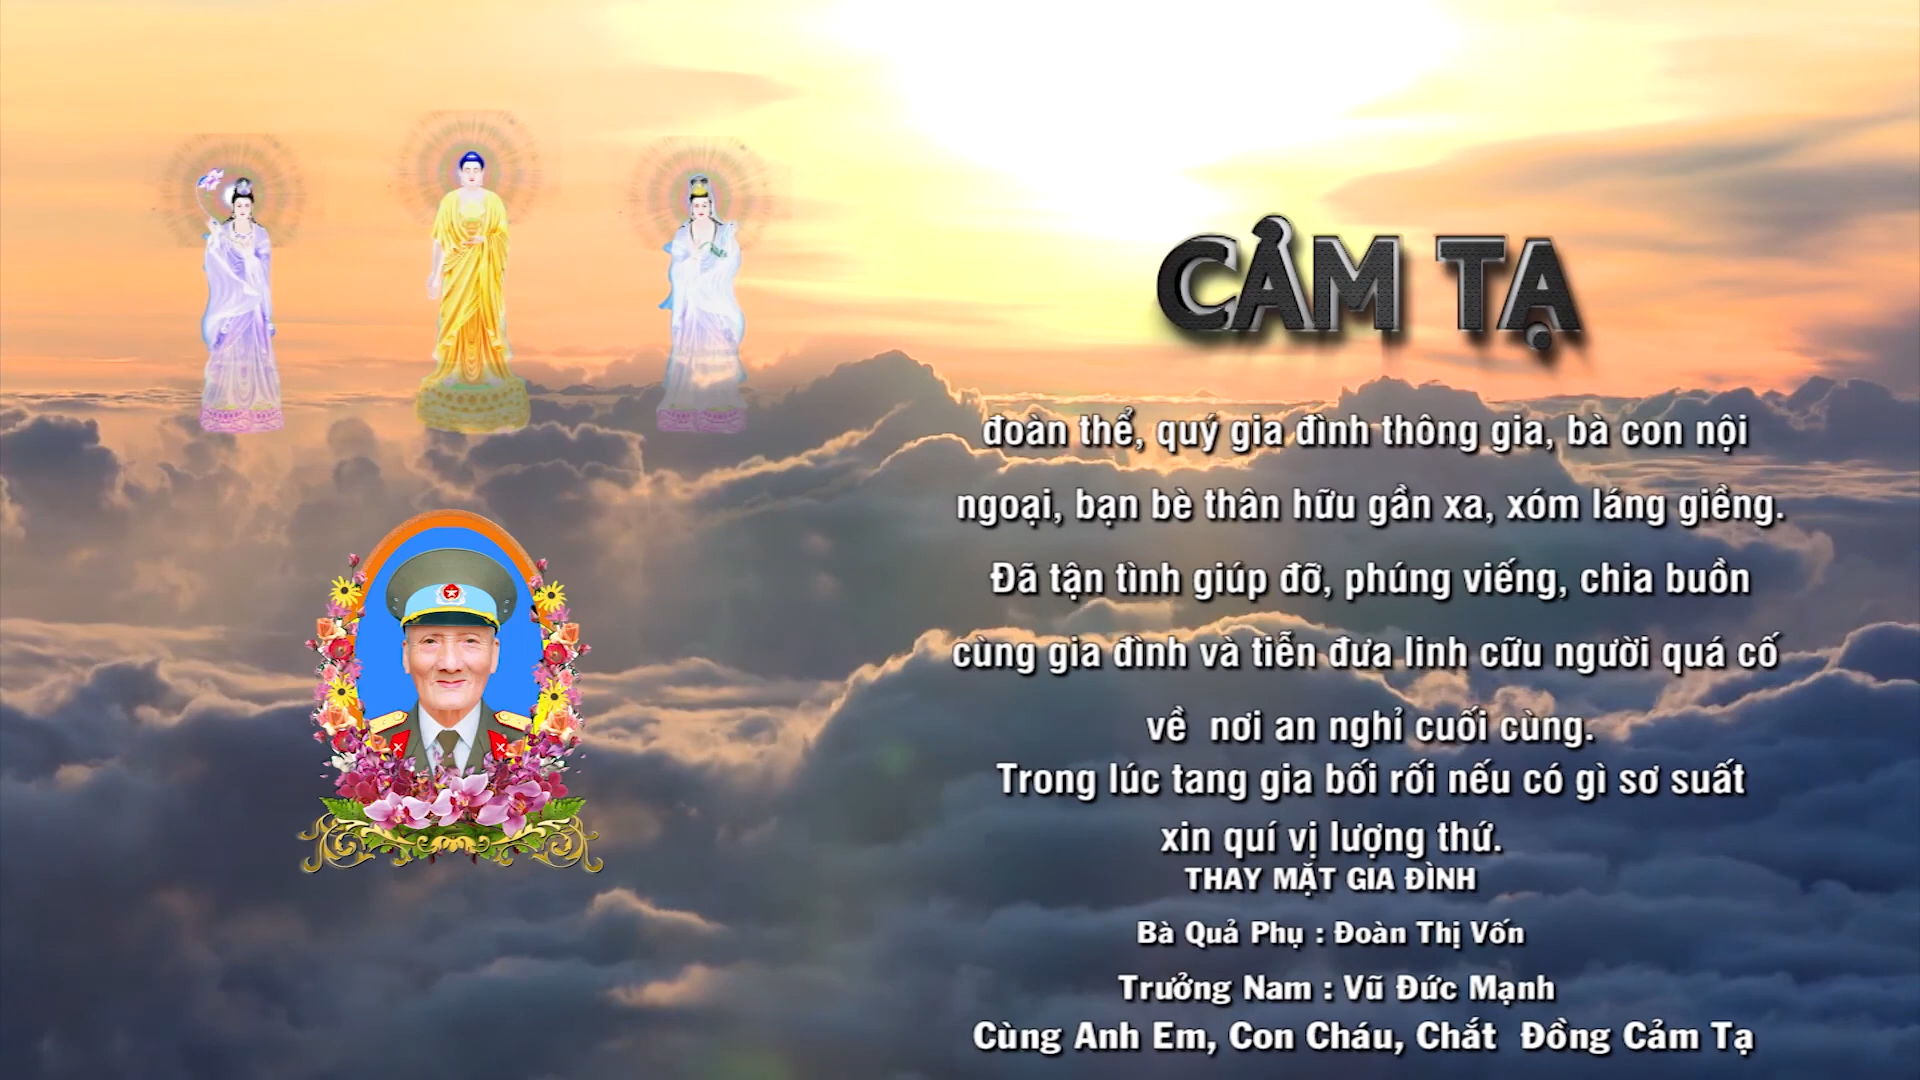 CẢM TẠ
đoàn thể, quý gia đình thông gia, bà con nội
ngoại, bạn bè thân hữu gần xa, xóm láng giềng.
Đã tận tình giúp đỡ, phúng viếng, chia buồn
cùng gia đình và tiễn đưa linh cữu người quá cố
về nơi an nghỉ cuối cùng.
Trong lúc tang gia bối rối nếu có gì sơ suất
xin quí vị lượng thứ.
THAY MẶT GIA ĐÌNH
Bà Quả Phụ : Đoàn Thị Vốn
Trưởng Nam : Vũ Đức Mạnh
Cùng Anh Em, Con Cháu, Chắt Đồng Cảm Tạ